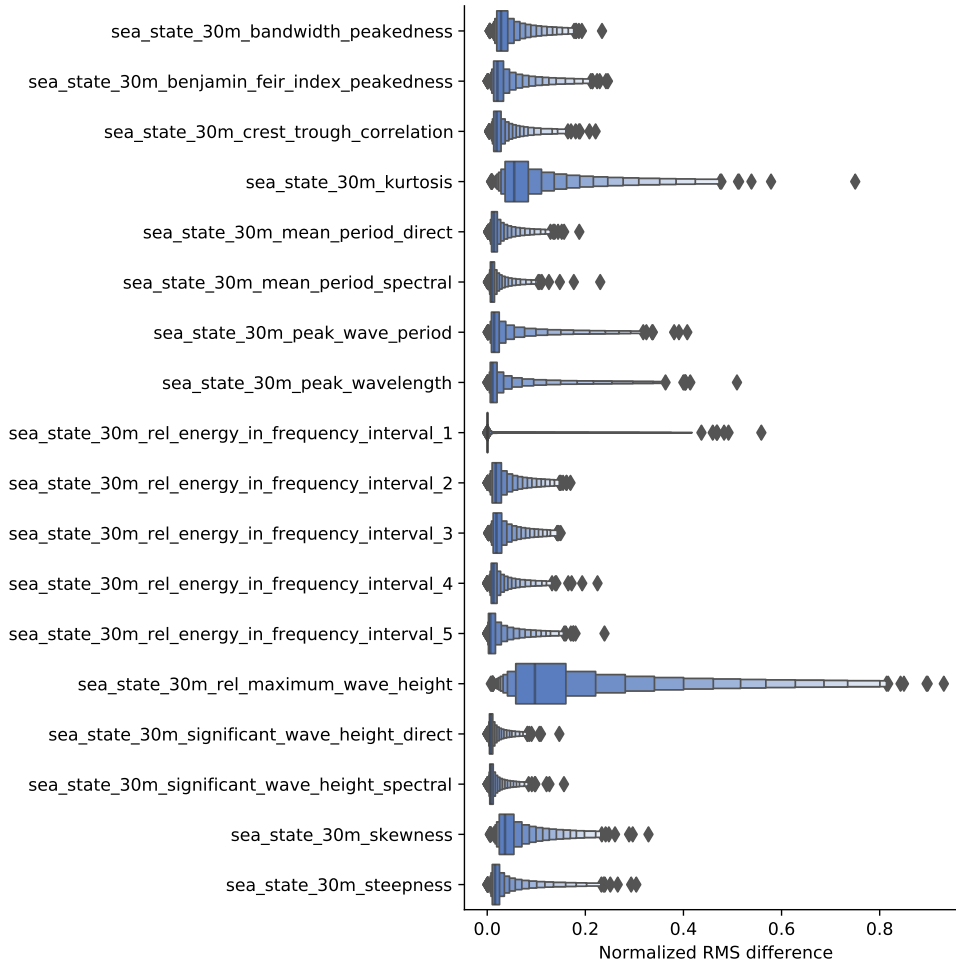 sea_state_30m_bandwidth_peakedness
sea_state_30m_benjamin_feir_index_peakedness
sea_state_30m_crest_trough_correlation
sea_state_30m_kurtosis
sea_state_30m_mean_period_direct
sea_state_30m_mean_period_spectral
sea_state_30m_peak_wave_period
sea_state_30m_peak_wavelength
sea_state_30m_rel_energy_in_frequency_interval_1
sea_state_30m_rel_energy_in_frequency_interval_2
sea_state_30m_rel_energy_in_frequency_interval_3
sea_state_30m_rel_energy_in_frequency_interval_4
sea_state_30m_rel_energy_in_frequency_interval_5
sea_state_30m_rel_maximum_wave_height
sea_state_30m_significant_wave_height_direct
sea_state_30m_significant_wave_height_spectral
sea_state_30m_skewness
sea_state_30m_steepness
0.0 0.2 0.4 0.6 0.8
Normalized RMS difference